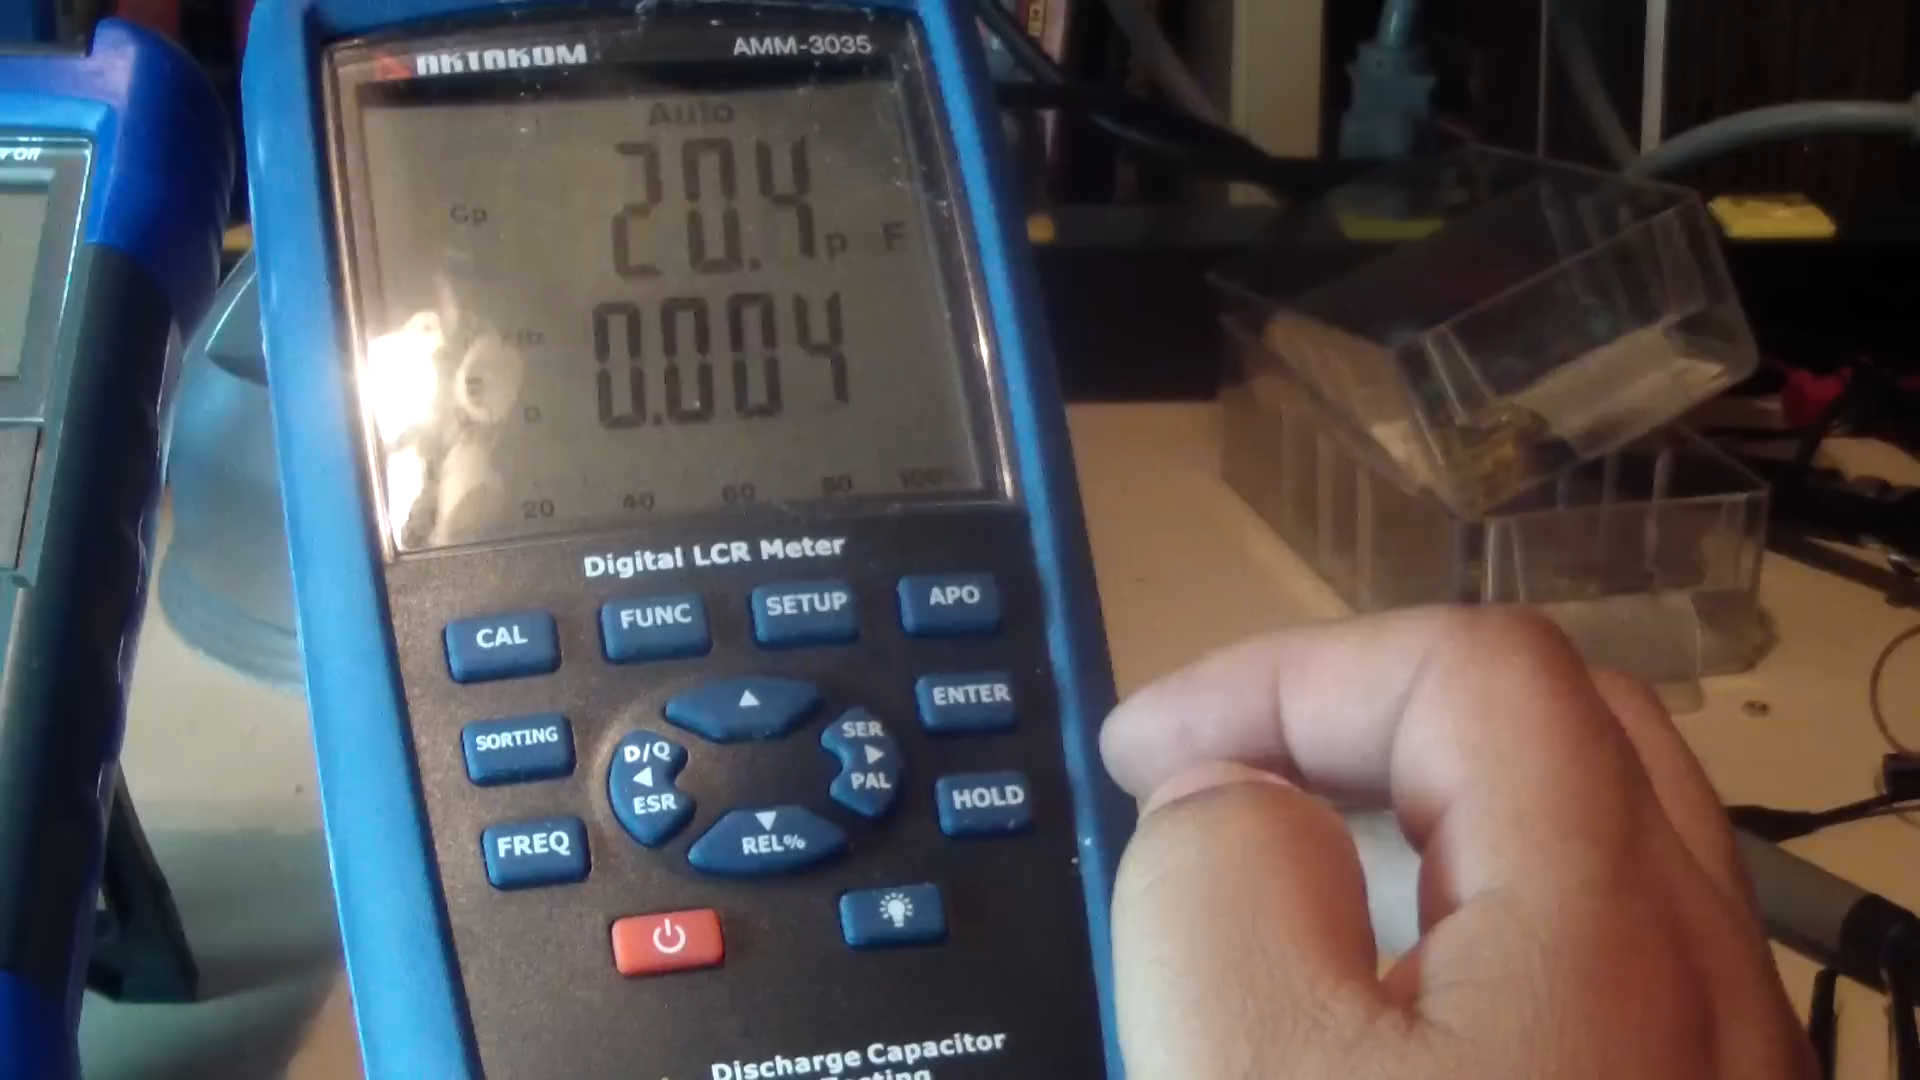 AKTAKOM AMM-3035
Auto
Cp 20.4 p F
0.004
D
20 40 60 80 100%
Digital LCR Meter
CAL FUNC SETUP APO
ENTER
SORTING
D/Q
ESR
SER
PAL
HOLD
FREQ
REL%
Discharge Capacitor